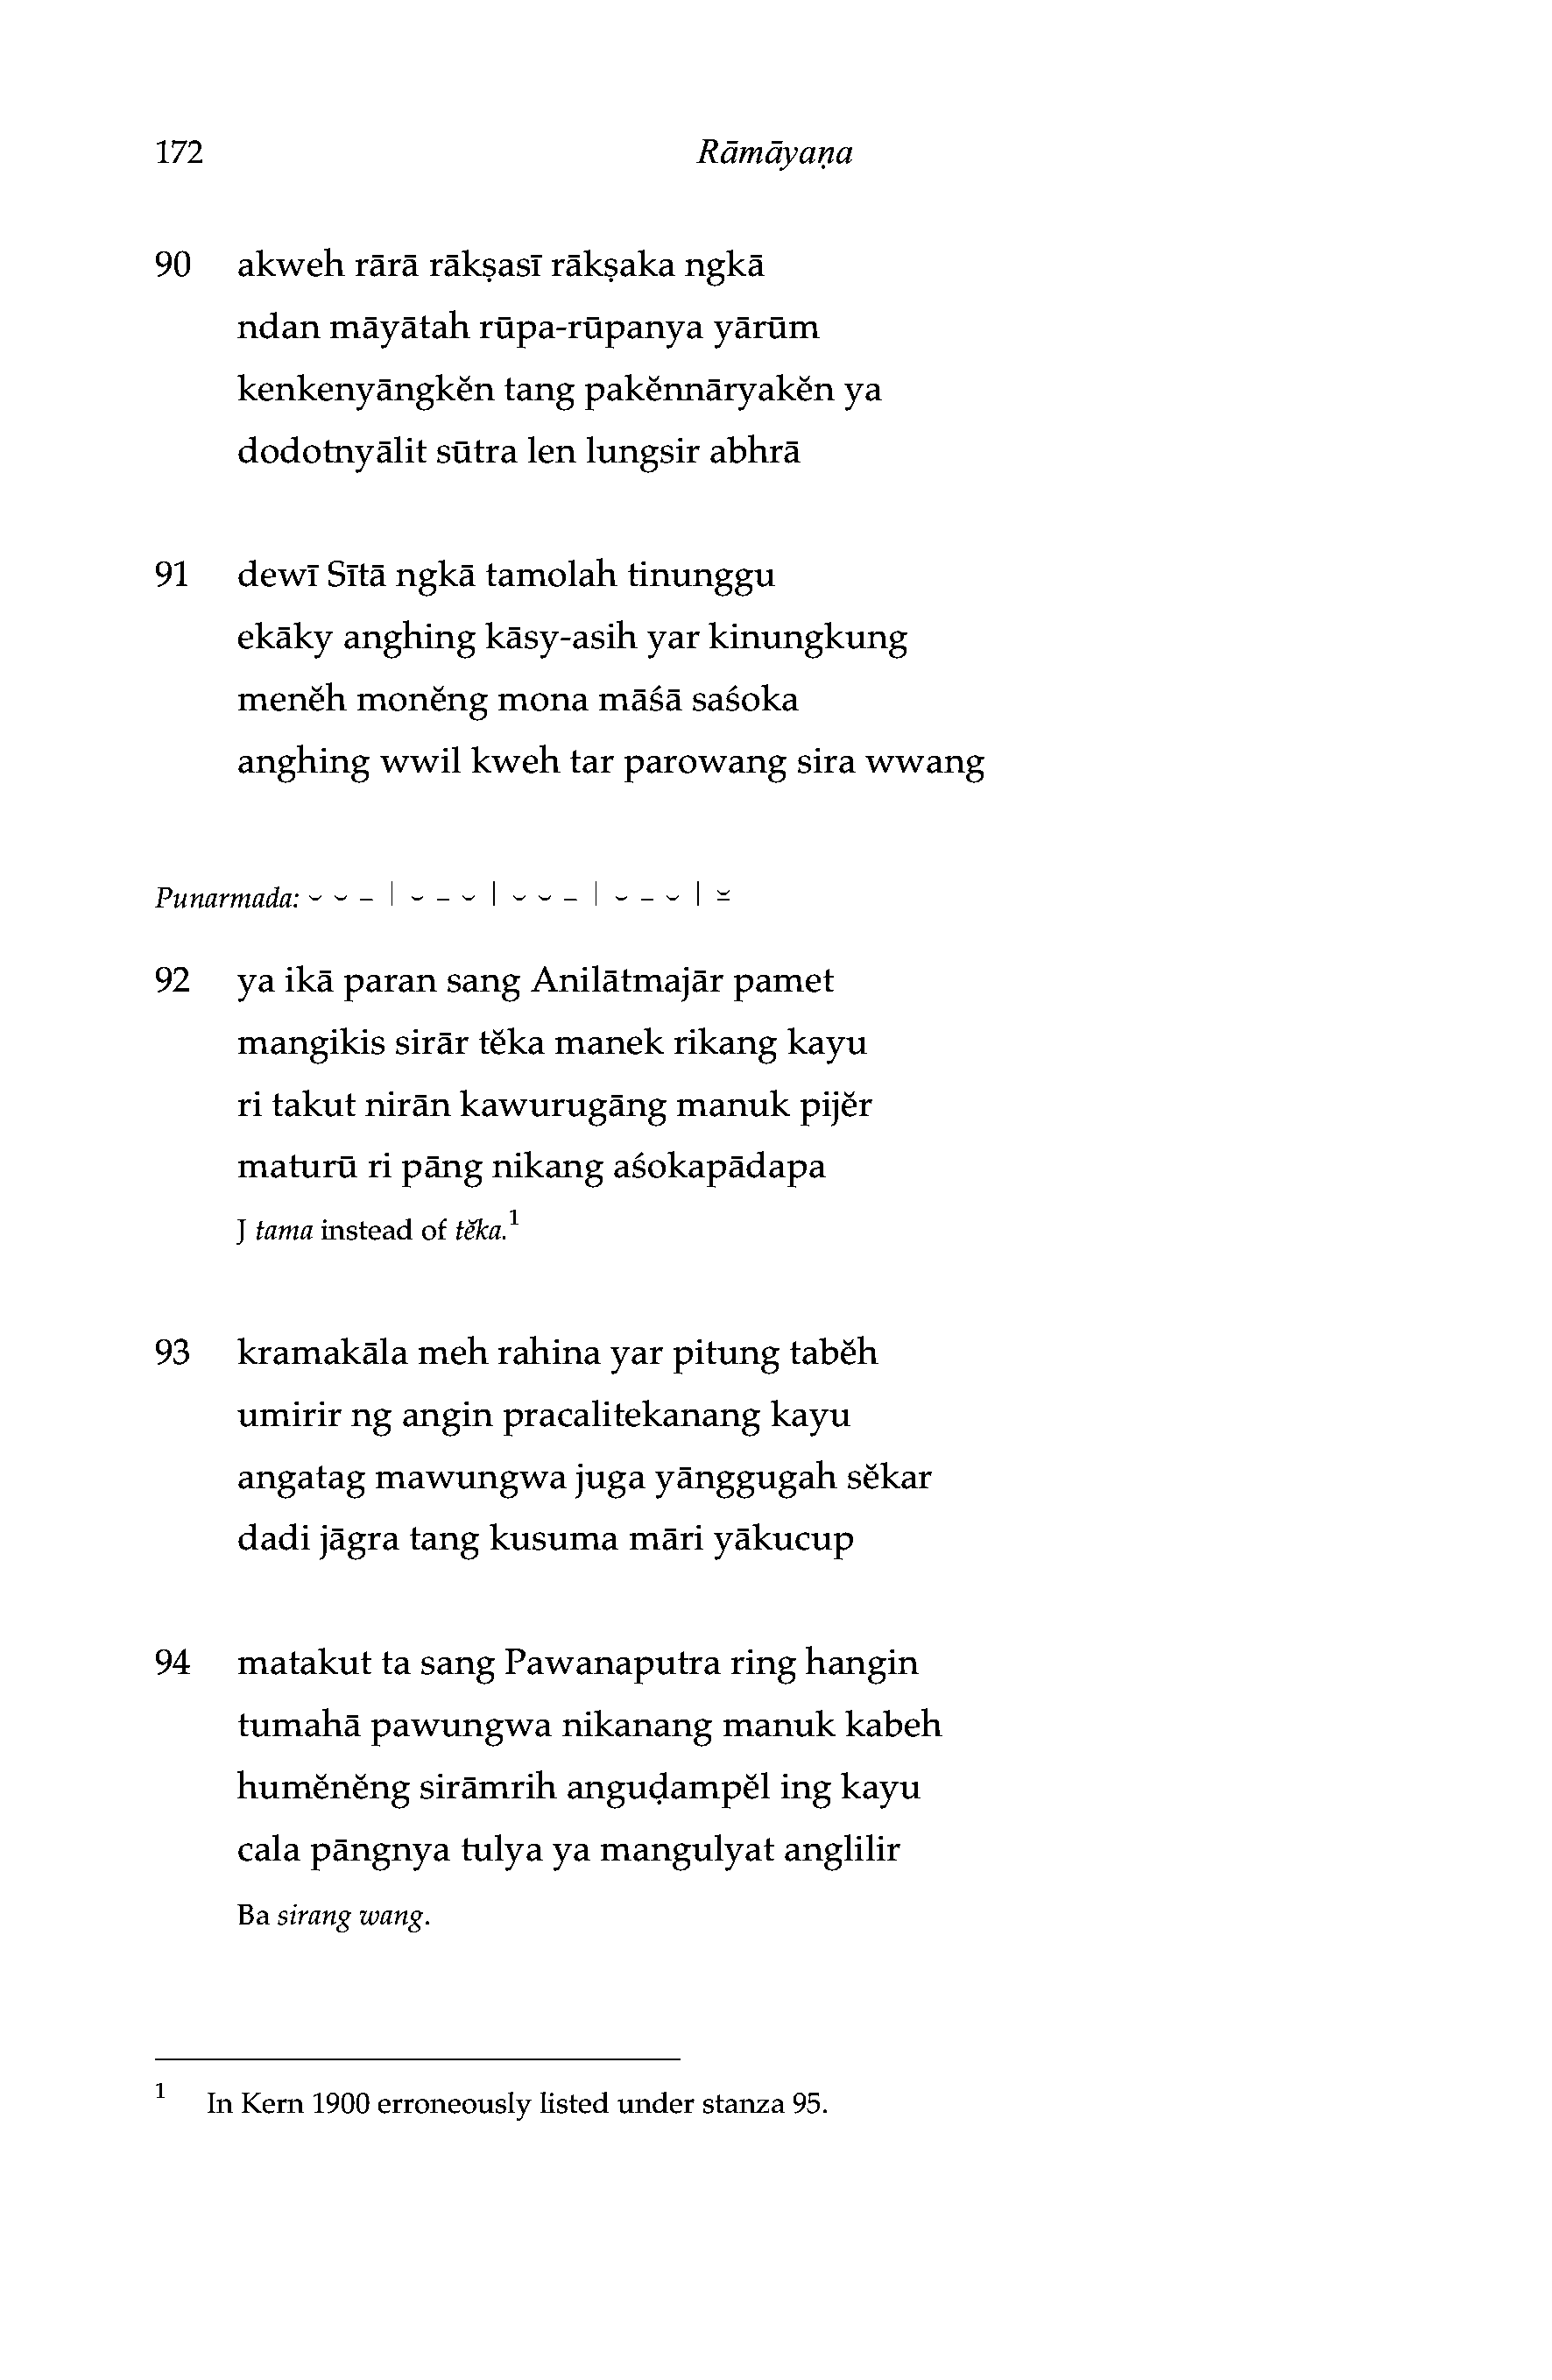 172 Rāmāyaṇa
90 akweh rārā rākṣasī rākṣaka ngkā
ndan māyātah rūpa-rūpanya yārūm
kenkenyāngkĕn tang pakĕnnāryakĕn ya
dodotnyālit sūtra len lungsir abhrā
91 dewī Sītā ngkā tamolah tinunggu
ekāky anghing kāsy-asih yar kinungkung
menĕh monĕng mona māśā saśoka
anghing wwil kweh tar parowang sira wwang
Punarmada: ⏑ ⏑ – | ⏑ – ⏑ | ⏑ ⏑ – | ⏑ – ⏑ | ⏓
92 ya ikā paran sang Anilātmajār pamet
mangikis sirār tĕka manek rikang kayu
ri takut nirān kawurugāng manuk pijĕr
maturū ri pāng nikang aśokapādapa
J tama instead of tĕka.¹
93 kramakāla meh rahina yar pitung tabĕh
umirir ng angin pracalitekanang kayu
angatag mawungwa juga yānggugah sĕkar
dadi jāgra tang kusuma māri yākucup
94 matakut ta sang Pawanaputra ring hangin
tumahā pawungwa nikanang manuk kabeh
humĕnĕng sirāmrih anguḍampĕl ing kayu
cala pāngnya tulya ya mangulyat anglilir
Ba sirang wang.
¹ In Kern 1900 erroneously listed under stanza 95.